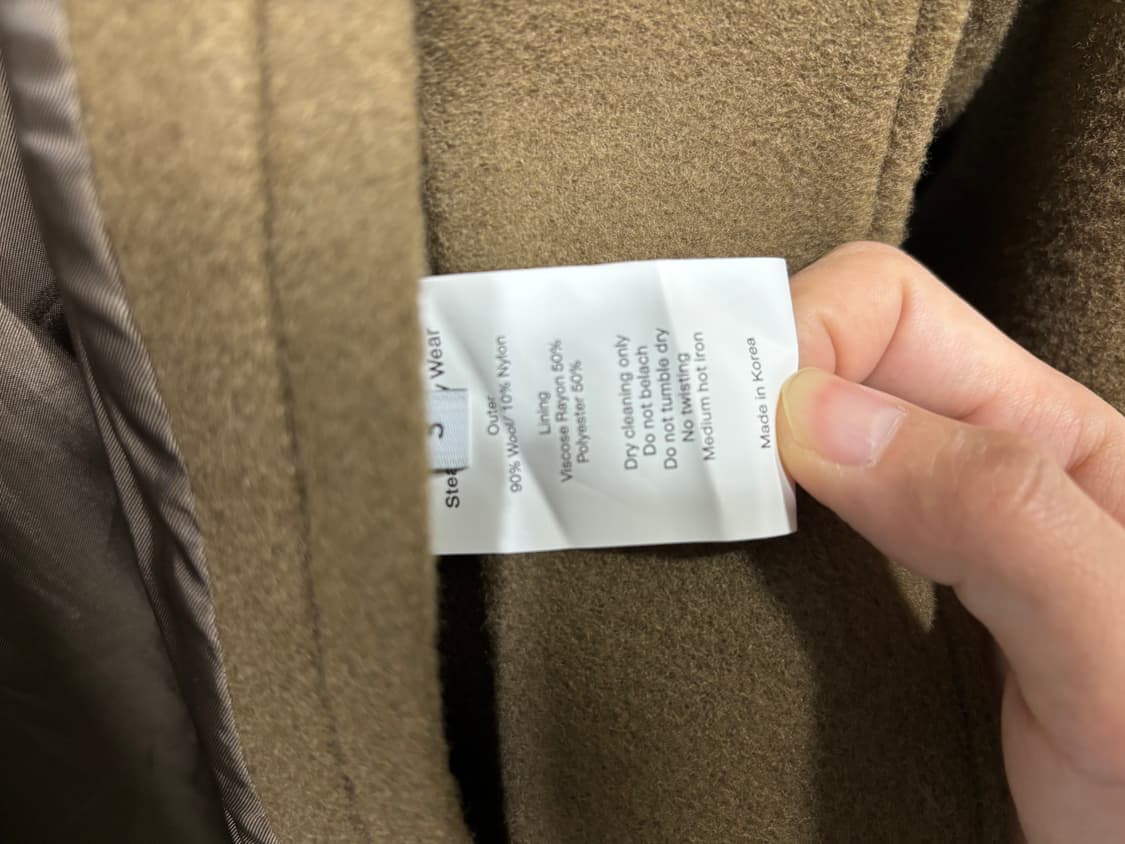 Wear
Outer
90% Wool/ 10% Nylon
Lining
Viscose Rayon 50%
Polyester 50%
Dry cleaning only
Do not belach
Do not tumble dry
No twisting
Medium hot iron
Made in Korea